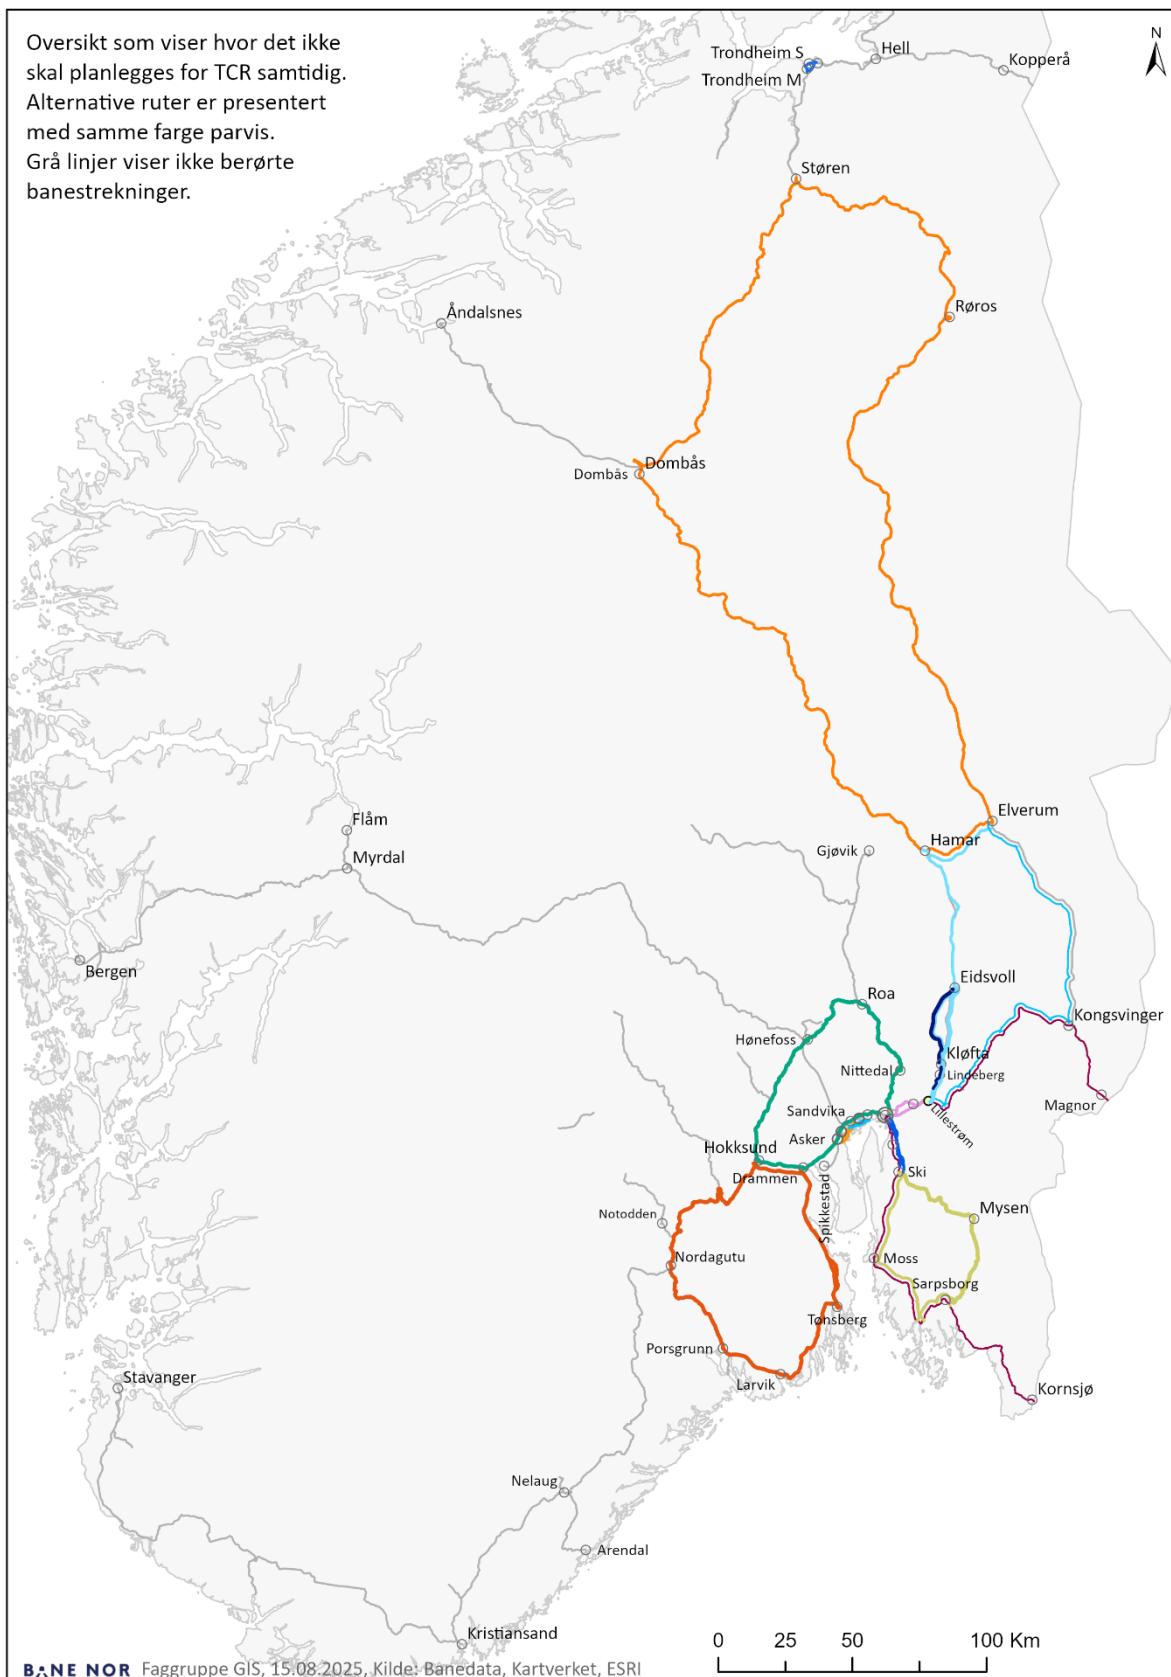 Oversikt som viser hvor det ikke
skal planlegges for TCR samtidig.
Alternative ruter er presentert
med samme farge parvis.
Grå linjer viser ikke berørte
banestrekninger.
N
Trondheim S
Hell
Kopperå
Trondheim M
Støren
Røros
Åndalsnes
Dombås
Dombås
Elverum
Hamar
Gjøvik
Flåm
Myrdal
Bergen
Eidsvoll
Roa
Kongsvinger
Hønefoss
Kløfta
Lindeberg
Nittedal
Magnor
Lillestrøm
Sandvika
Asker
Hokksund
Drammen
Ski
Spikkestad
Mysen
Notodden
Nordagutu
Moss
Sarpsborg
Tønsberg
Porsgrunn
Larvik
Stavanger
Kornsjø
Nelaug
Arendal
Kristiansand
0 25 50 100 Km
BANE NOR Faggruppe GIS, 15.08.2025, Kilde: Banedata, Kartverket, ESRI